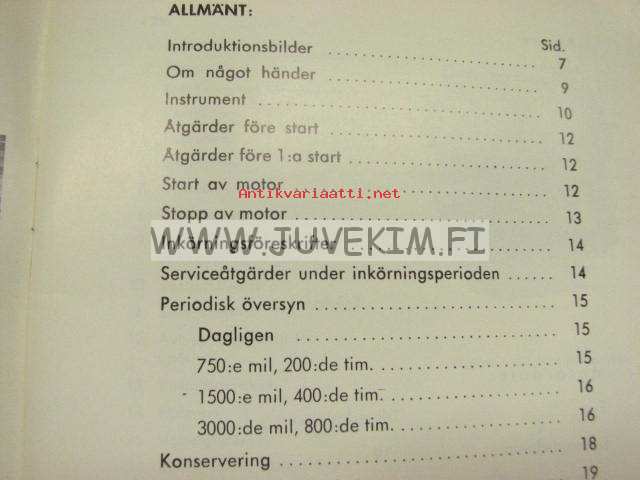 ALLMÄNT:
Sid.
Introduktionsbilder 7
Om något händer 9
Instrument 10
Åtgärder före start 12
Åtgärder före 1:a start 12
Start av motor 12
Antikvariaatti.net
Stopp av motor 13
WWW.JUVEKIM.FI
Inkörningsföreskrifter 14
Serviceåtgärder under inkörningsperioden 14
Periodisk översyn 15
Dagligen 15
750:e mil, 200:de tim. 15
1500:e mil, 400:de tim. 16
3000:de mil, 800:de tim. 16
Konservering 18
19